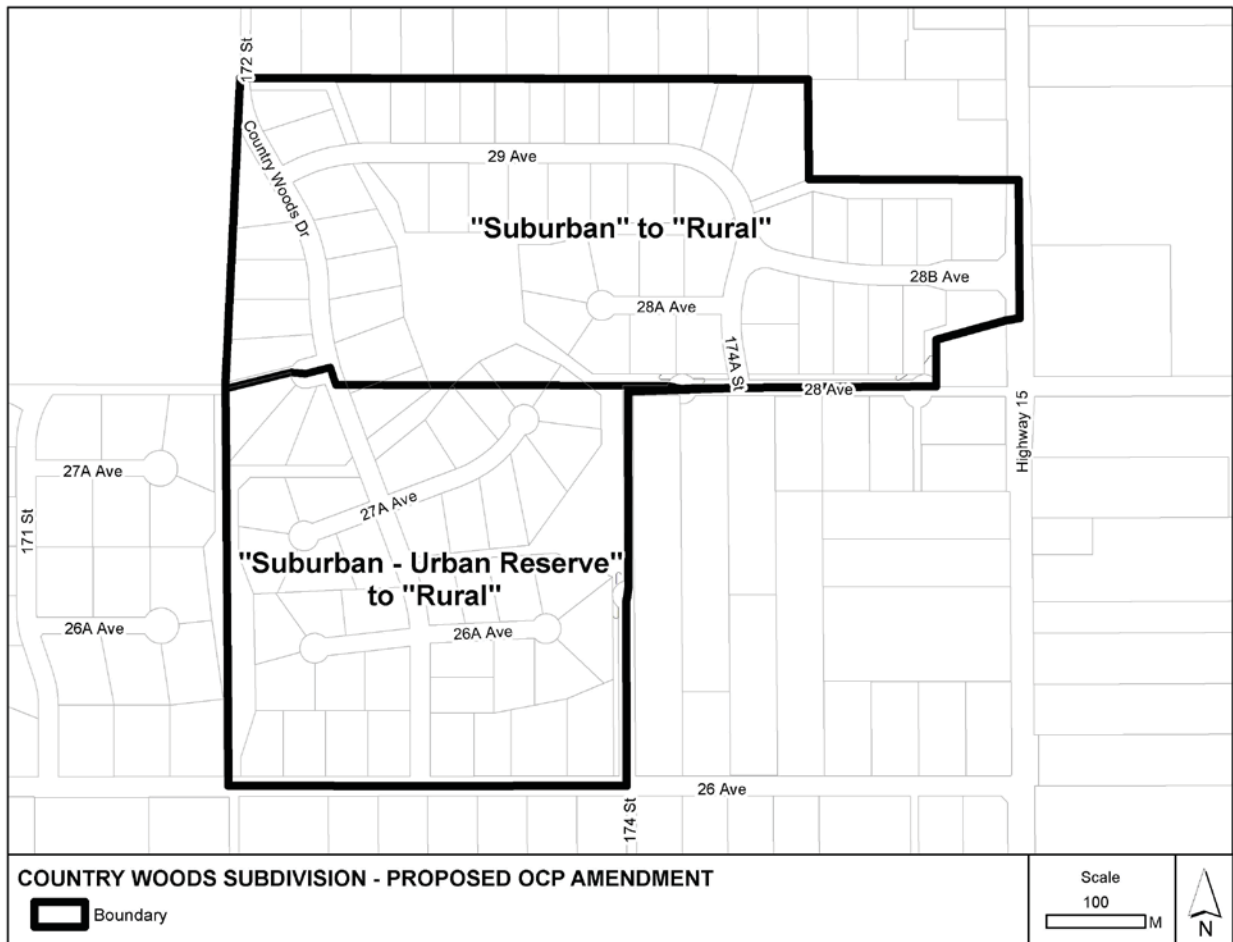 172 St
Country Woods Dr
29 Ave
"Suburban" to "Rural"
28B Ave
28A Ave
174A St
28 Ave
Highway 15
27A Ave
171 St
27A Ave
"Suburban - Urban Reserve"
to "Rural"
26A Ave
26A Ave
26 Ave
174 St
COUNTRY WOODS SUBDIVISION - PROPOSED OCP AMENDMENT
Boundary
Scale
100
M
N